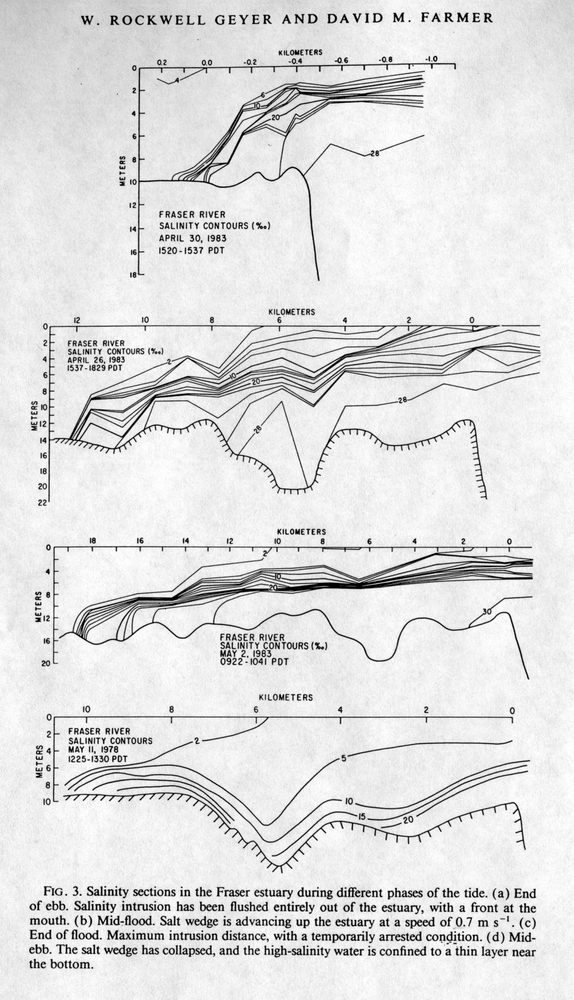 W. ROCKWELL GEYER AND DAVID M. FARMER
KILOMETERS
0.2 0.0 -0.2 -0.4 -0.6 -0.8 -1.0
0
2
4
6
8
10
12
14
16
18
METERS
4
6
10
20
28
FRASER RIVER
SALINITY CONTOURS (‰)
APRIL 30, 1983
1520-1537 PDT
KILOMETERS
12 10 8 6 4 2 0
0
2
4
6
8
10
12
14
16
18
20
22
METERS
FRASER RIVER
SALINITY CONTOURS (‰)
APRIL 26, 1983
1537-1829 PDT
2
10
20
28
28
KILOMETERS
18 16 14 12 10 8 6 4 2 0
0
4
8
12
16
20
METERS
2
10
20
30
FRASER RIVER
SALINITY CONTOURS (‰)
MAY 2, 1983
0922-1041 PDT
KILOMETERS
10 8 6 4 2 0
0
2
4
6
8
10
METERS
FRASER RIVER
SALINITY CONTOURS
MAY 11, 1978
1225-1330 PDT
2
5
10
15
20
FIG. 3. Salinity sections in the Fraser estuary during different phases of the tide. (a) End
of ebb. Salinity intrusion has been flushed entirely out of the estuary, with a front at the
mouth. (b) Mid-flood. Salt wedge is advancing up the estuary at a speed of 0.7 m s⁻¹. (c)
End of flood. Maximum intrusion distance, with a temporarily arrested condition. (d) Mid-
ebb. The salt wedge has collapsed, and the high-salinity water is confined to a thin layer near
the bottom.